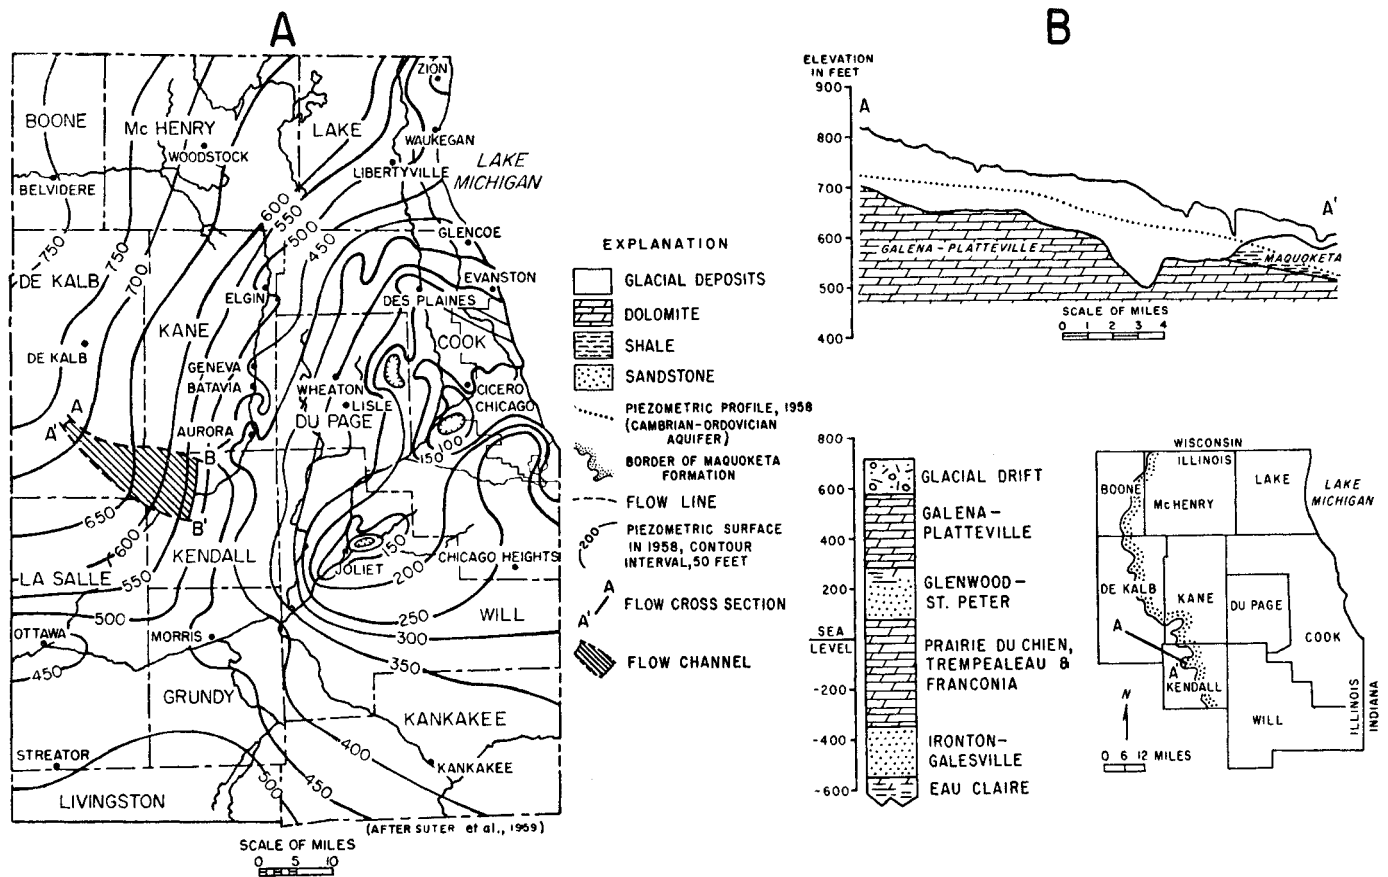 A
ZION
BOONE
Mc HENRY
LAKE
WAUKEGAN
WOODSTOCK
LAKE
MICHIGAN
LIBERTYVILLE
BELVIDERE
600
550
500
450
GLENCOE
750
750
700
DE KALB
EVANSTON
ELGIN
DES PLAINES
KANE
COOK
DE KALB
GENEVA
BATAVIA
WHEATON
LISLE
CICERO
CHICAGO
DU PAGE
A
A'
AURORA
B
100
150
650
B'
600
KENDALL
150
CHICAGO HEIGHTS
JOLIET
200
LA SALLE
550
500
250
WILL
OTTAWA
MORRIS
300
450
350
GRUNDY
KANKAKEE
400
STREATOR
KANKAKEE
500
450
LIVINGSTON
(AFTER SUTER et al., 1959)
SCALE OF MILES
0 5 10
EXPLANATION
GLACIAL DEPOSITS
DOLOMITE
SHALE
SANDSTONE
PIEZOMETRIC PROFILE, 1958
(CAMBRIAN-ORDOVICIAN
AQUIFER)
BORDER OF MAQUOKETA
FORMATION
FLOW LINE
200
PIEZOMETRIC SURFACE
IN 1958, CONTOUR
INTERVAL, 50 FEET
A
A'
FLOW CROSS SECTION
FLOW CHANNEL
B
ELEVATION
IN FEET
900
800
700
600
500
400
A
A'
GALENA-PLATTEVILLE
MAQUOKETA
SCALE OF MILES
0 1 2 3 4
800
600
400
200
SEA
LEVEL
-200
-400
-600
GLACIAL DRIFT
GALENA-
PLATTEVILLE
GLENWOOD-
ST. PETER
PRAIRIE DU CHIEN,
TREMPEALEAU &
FRANCONIA
IRONTON-
GALESVILLE
EAU CLAIRE
WISCONSIN
ILLINOIS
BOONE
McHENRY
LAKE
LAKE
MICHIGAN
DE KALB
KANE
DU PAGE
COOK
A
A'
KENDALL
WILL
ILLINOIS
INDIANA
N
0 6 12 MILES